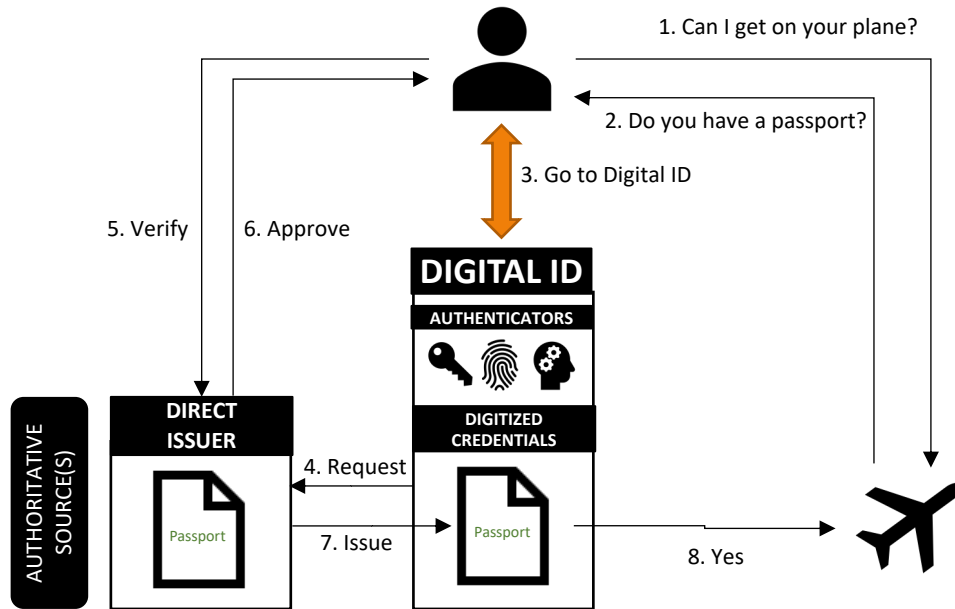 1. Can I get on your plane?
2. Do you have a passport?
3. Go to Digital ID
5. Verify
6. Approve
DIGITAL ID
AUTHENTICATORS
DIRECT
ISSUER
DIGITIZED
CREDENTIALS
AUTHORITATIVE
SOURCE(S)
4. Request
Passport
Passport
7. Issue
8. Yes